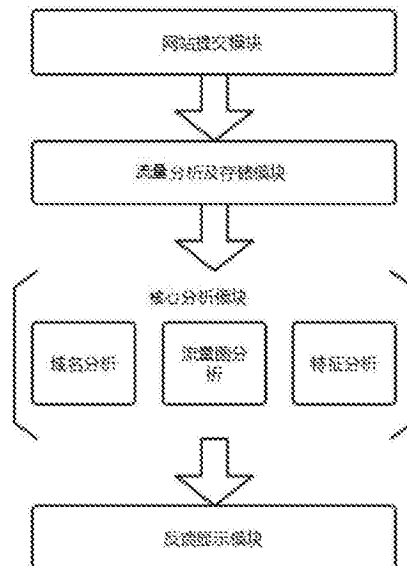 网站提交模块
流量分析及存储模块
核心分析模块
域名分析
流量图分
析
特征分析
反馈显示模块